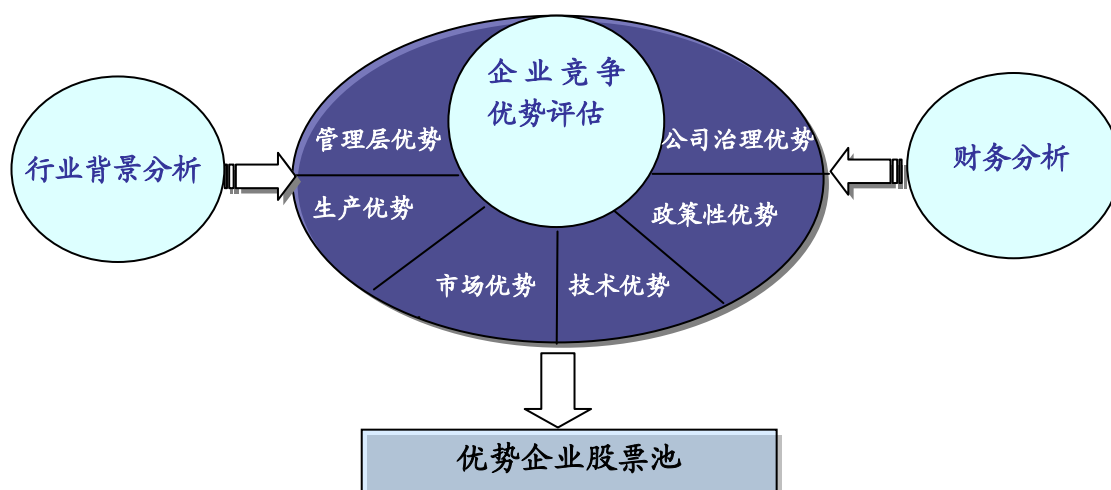 企业竞争
优势评估
管理层优势
公司治理优势
行业背景分析
财务分析
生产优势
政策性优势
市场优势
技术优势
优势企业股票池